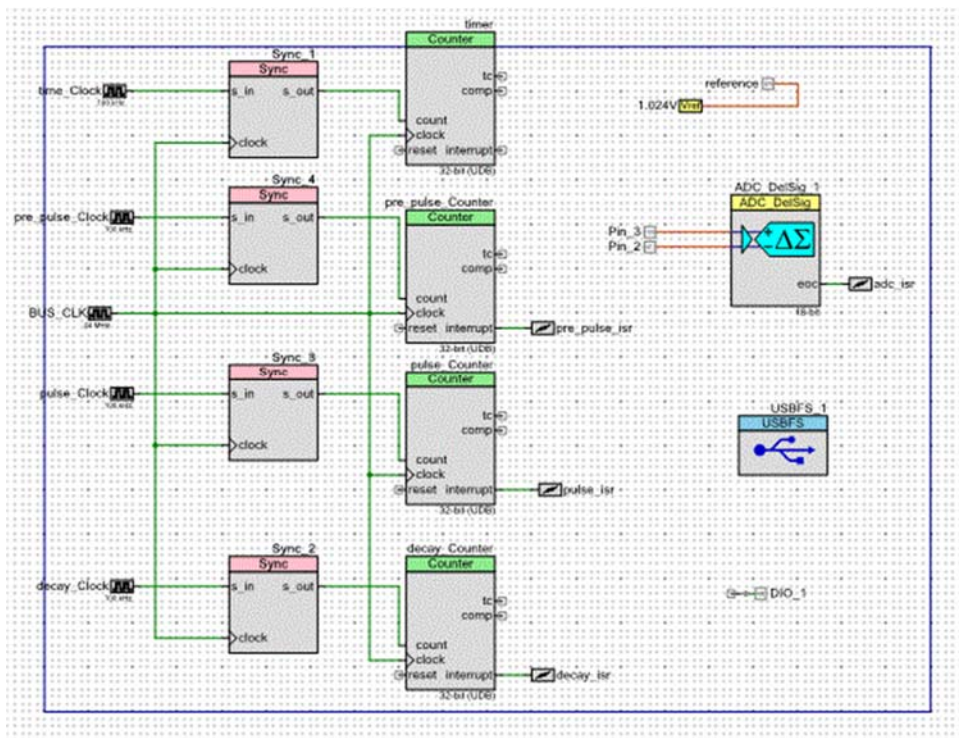 timer
Counter
tc
comp
count
clock
reset interrupt
32-bit (UDB)
Sync_1
Sync
s_in s_out
clock
time_Clock
reference
1.024V Vref
Sync_4
Sync
s_in s_out
clock
pre_pulse_Clock
pre_pulse_Counter
Counter
tc
comp
count
clock
reset interrupt
32-bit (UDB)
pre_pulse_isr
ADC_DelSig_1
ADC_DelSig
Pin_3
Pin_2
+
-
ΔΣ
eoc
adc_isr
BUS_CLK
24 MHz
Sync_3
Sync
s_in s_out
clock
pulse_Clock
pulse_Counter
Counter
tc
comp
count
clock
reset interrupt
32-bit (UDB)
pulse_isr
USBFS_1
USBFS
Sync_2
Sync
s_in s_out
clock
decay_Clock
decay_Counter
Counter
tc
comp
count
clock
reset interrupt
32-bit (UDB)
decay_isr
DIO_1